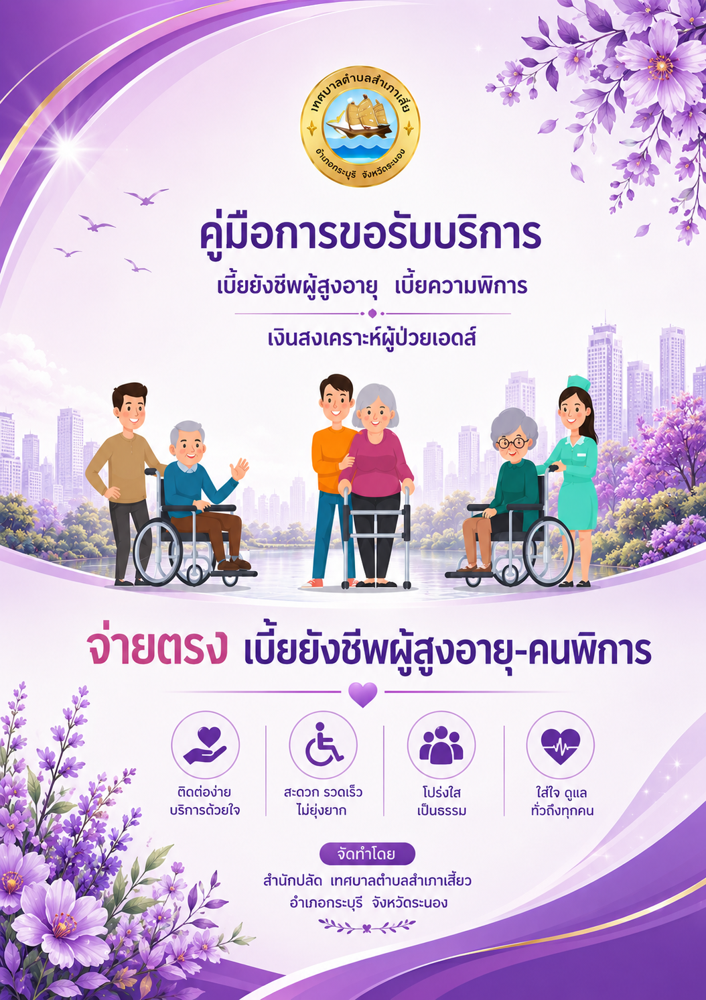 เทศบาลตำบลสำเภาเสี่ย
อำเภอกระบุรี จังหวัดระนอง
คู่มือการขอรับบริการ
เบี้ยยังชีพผู้สูงอายุ เบี้ยความพิการ
เงินสงเคราะห์ผู้ป่วยเอดส์
จ่ายตรง เบี้ยยังชีพผู้สูงอายุ-คนพิการ
ติดต่อง่าย
บริการด้วยใจ
สะดวก รวดเร็ว
ไม่ยุ่งยาก
โปร่งใส
เป็นธรรม
ใส่ใจ ดูแล
ทั่วถึงทุกคน
จัดทำโดย
สำนักปลัด เทศบาลตำบลสำเภาเสี้ยว
อำเภอกระบุรี จังหวัดระนอง